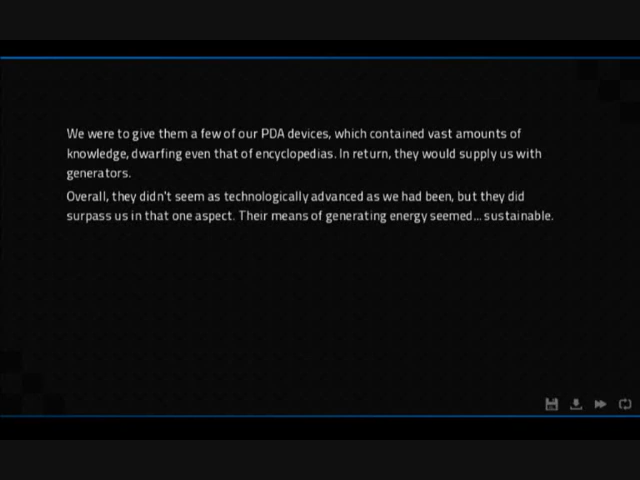 We were to give them a few of our PDA devices, which contained vast amounts of
knowledge, dwarfing even that of encyclopedias. In return, they would supply us with
generators.
Overall, they didn't seem as technologically advanced as we had been, but they did
surpass us in that one aspect. Their means of generating energy seemed... sustainable.